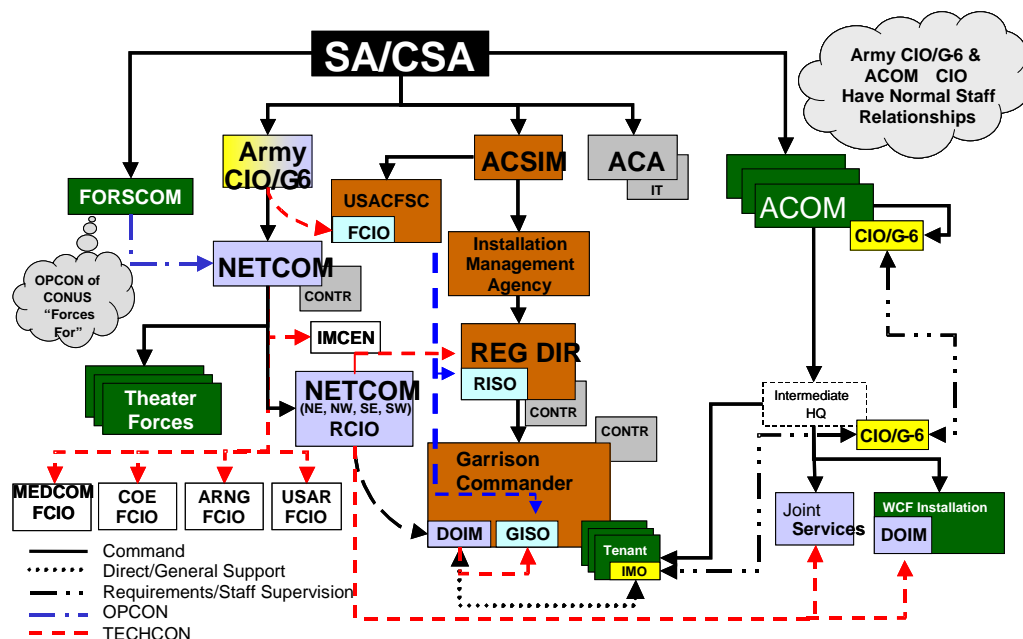 SA/CSA
Army CIO/G-6 &
ACOM CIO
Have Normal Staff
Relationships
Army
CIO/G-6
ACSIM
ACA
IT
FORSCOM
USACFSC
FCIO
ACOM
CIO/G-6
NETCOM
CONTR
Installation
Management
Agency
OPCON of
CONUS
“Forces
For”
IMCEN
REG DIR
RISO
CONTR
Theater
Forces
NETCOM
(NE, NW, SE, SW)
RCIO
Intermediate
HQ
CIO/G-6
CONTR
Garrison
Commander
DOIM
GISO
MEDCOM
FCIO
COE
FCIO
ARNG
FCIO
USAR
FCIO
Tenant
IMO
Joint
Services
WCF Installation
DOIM
Command
Direct/General Support
Requirements/Staff Supervision
OPCON
TECHCON